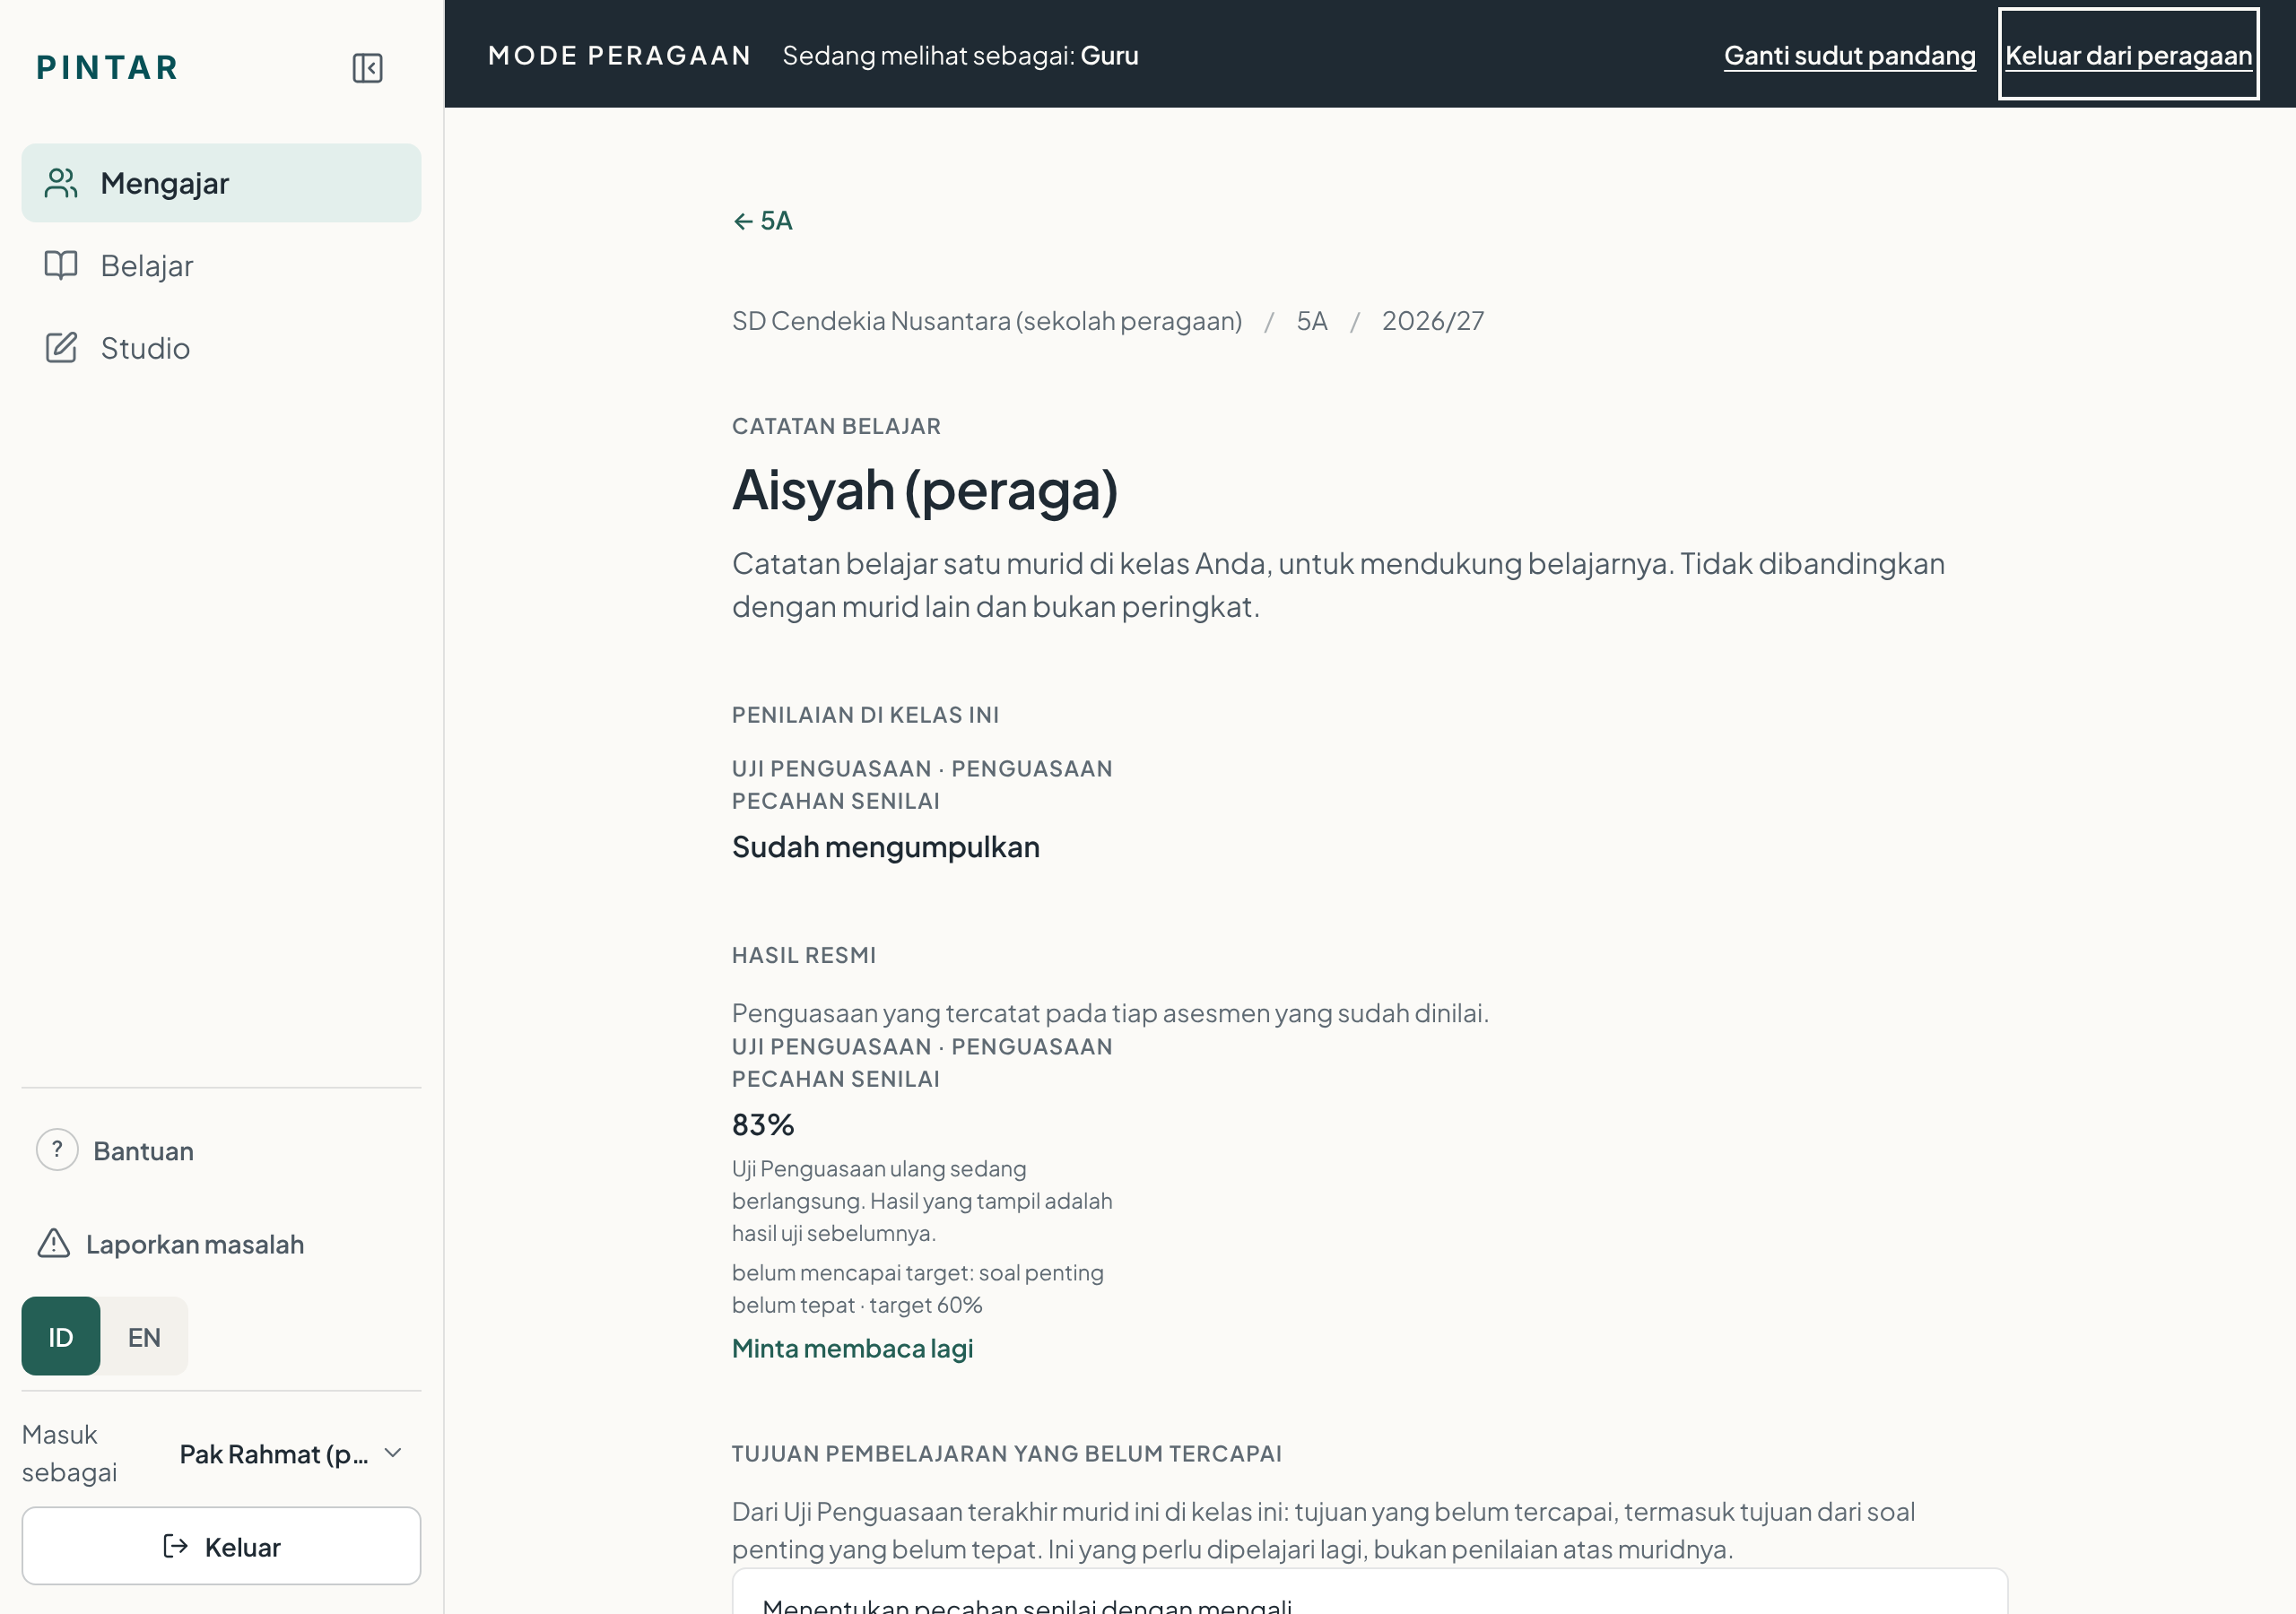 PINTAR
Mengajar
Belajar
Studio
? Bantuan
Laporkan masalah
ID EN
Masuk sebagai
Pak Rahmat (p...
Keluar
MODE PERAGAAN Sedang melihat sebagai: Guru
Ganti sudut pandang Keluar dari peragaan
← 5A
SD Cendekia Nusantara (sekolah peragaan) / 5A / 2026/27
CATATAN BELAJAR
Aisyah (peraga)
Catatan belajar satu murid di kelas Anda, untuk mendukung belajarnya. Tidak dibandingkan
dengan murid lain dan bukan peringkat.
PENILAIAN DI KELAS INI
UJI PENGUASAAN · PENGUASAAN
PECAHAN SENILAI
Sudah mengumpulkan
HASIL RESMI
Penguasaan yang tercatat pada tiap asesmen yang sudah dinilai.
UJI PENGUASAAN · PENGUASAAN
PECAHAN SENILAI
83%
Uji Penguasaan ulang sedang
berlangsung. Hasil yang tampil adalah
hasil uji sebelumnya.
belum mencapai target: soal penting
belum tepat · target 60%
Minta membaca lagi
TUJUAN PEMBELAJARAN YANG BELUM TERCAPAI
Dari Uji Penguasaan terakhir murid ini di kelas ini: tujuan yang belum tercapai, termasuk tujuan dari soal
penting yang belum tepat. Ini yang perlu dipelajari lagi, bukan penilaian atas muridnya.
Menentukan pecahan senilai dengan mengali